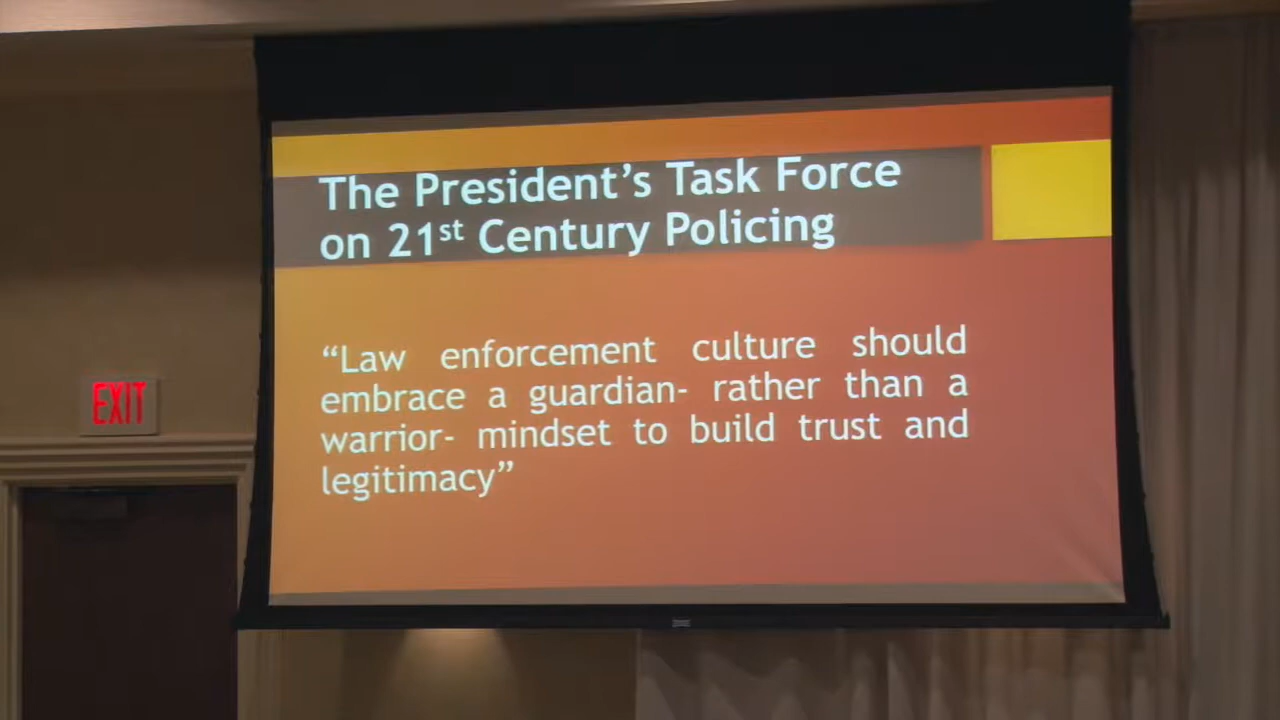 The President’s Task Force
on 21st Century Policing
“Law enforcement culture should
embrace a guardian- rather than a
warrior- mindset to build trust and
legitimacy”
EXIT